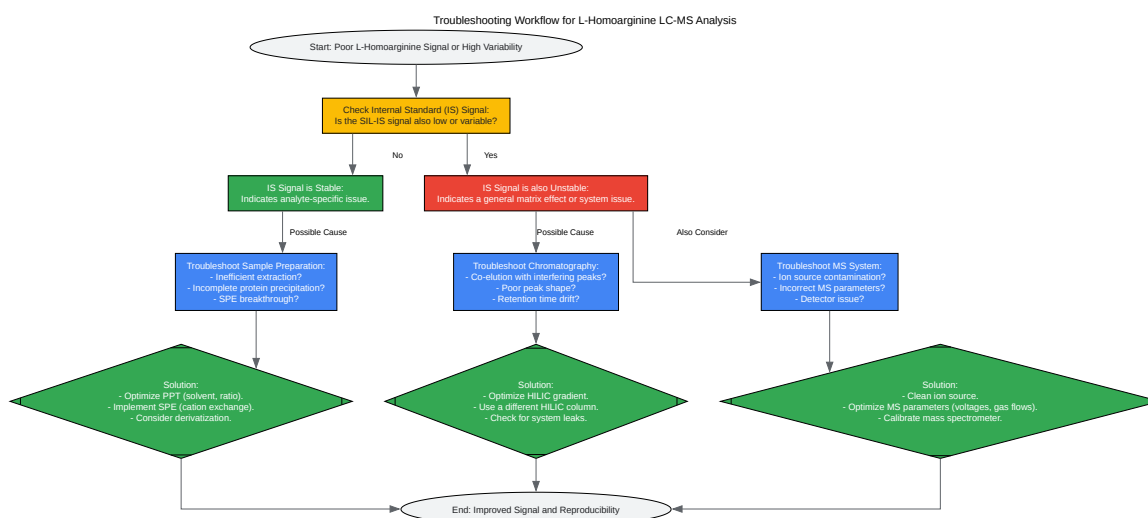 Troubleshooting Workflow for L-Homoarginine LC-MS Analysis
Start: Poor L-Homoarginine Signal or High Variability
Check Internal Standard (IS) Signal:
Is the SIL-IS signal also low or variable?
No
Yes
IS Signal is Stable:
Indicates analyte-specific issue.
IS Signal is also Unstable:
Indicates a general matrix effect or system issue.
Possible Cause
Possible Cause
Also Consider
Troubleshoot Sample Preparation:
- Inefficient extraction?
- Incomplete protein precipitation?
- SPE breakthrough?
Troubleshoot Chromatography:
- Co-elution with interfering peaks?
- Poor peak shape?
- Retention time drift?
Troubleshoot MS System:
- Ion source contamination?
- Incorrect MS parameters?
- Detector issue?
Solution:
- Optimize PPT (solvent, ratio).
- Implement SPE (cation exchange).
- Consider derivatization.
Solution:
- Optimize HILIC gradient.
- Use a different HILIC column.
- Check for system leaks.
Solution:
- Clean ion source.
- Optimize MS parameters (voltages, gas flows).
- Calibrate mass spectrometer.
End: Improved Signal and Reproducibility